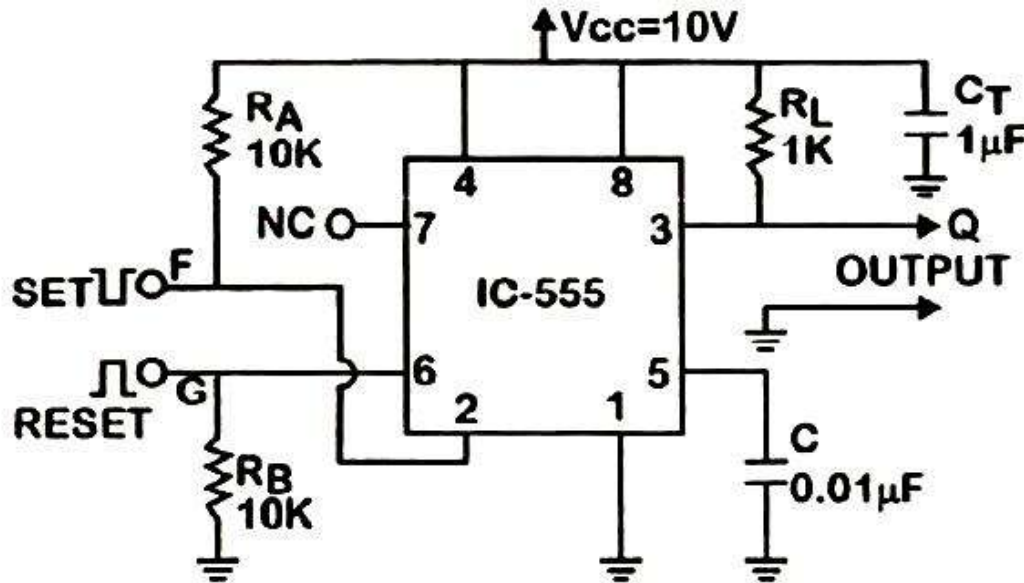 Vcc=10V
RA
10K
RL
1K
CT
1µF
4
8
NC
7
3
Q
F
SET
IC-555
OUTPUT
6
5
RESET
G
2
1
RB
10K
C
0.01µF